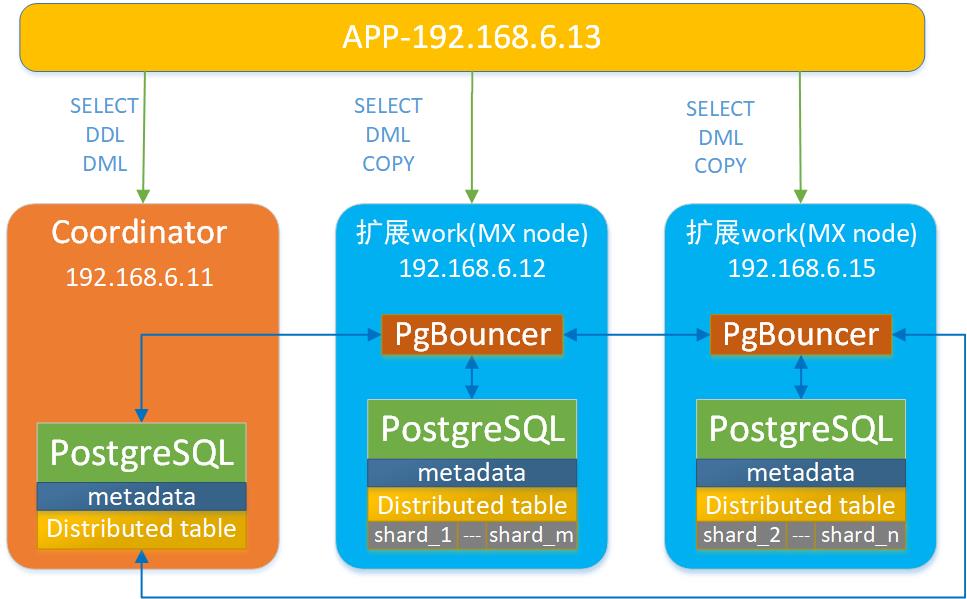 APP-192.168.6.13
SELECT
DDL
DML
SELECT
DML
COPY
SELECT
DML
COPY
Coordinator
192.168.6.11
PostgreSQL
metadata
Distributed table
扩展work(MX node)
192.168.6.12
PgBouncer
PostgreSQL
metadata
Distributed table
shard_1 --- shard_m
扩展work(MX node)
192.168.6.15
PgBouncer
PostgreSQL
metadata
Distributed table
shard_2 --- shard_n